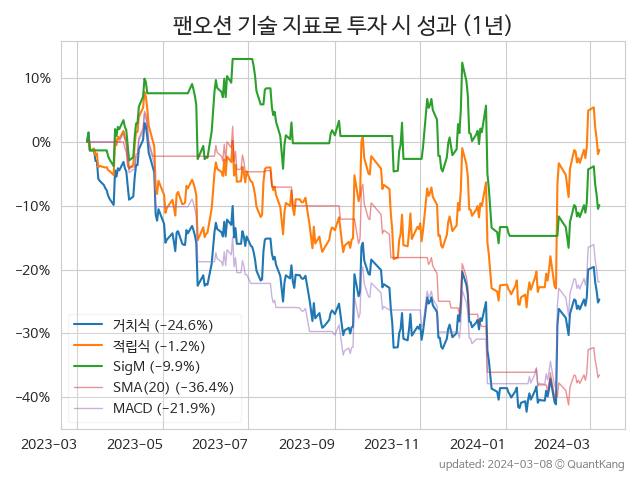 팬오션 기술 지표로 투자 시 성과 (1년)
10%
0%
−10%
−20%
−30%
−40%
거치식 (−24.6%)
적립식 (−1.2%)
SigM (−9.9%)
SMA(20) (−36.4%)
MACD (−21.9%)
2023−03 2023−05 2023−07 2023−09 2023−11 2024−01 2024−03
updated: 2024−03−08 ⓒ QuantKang